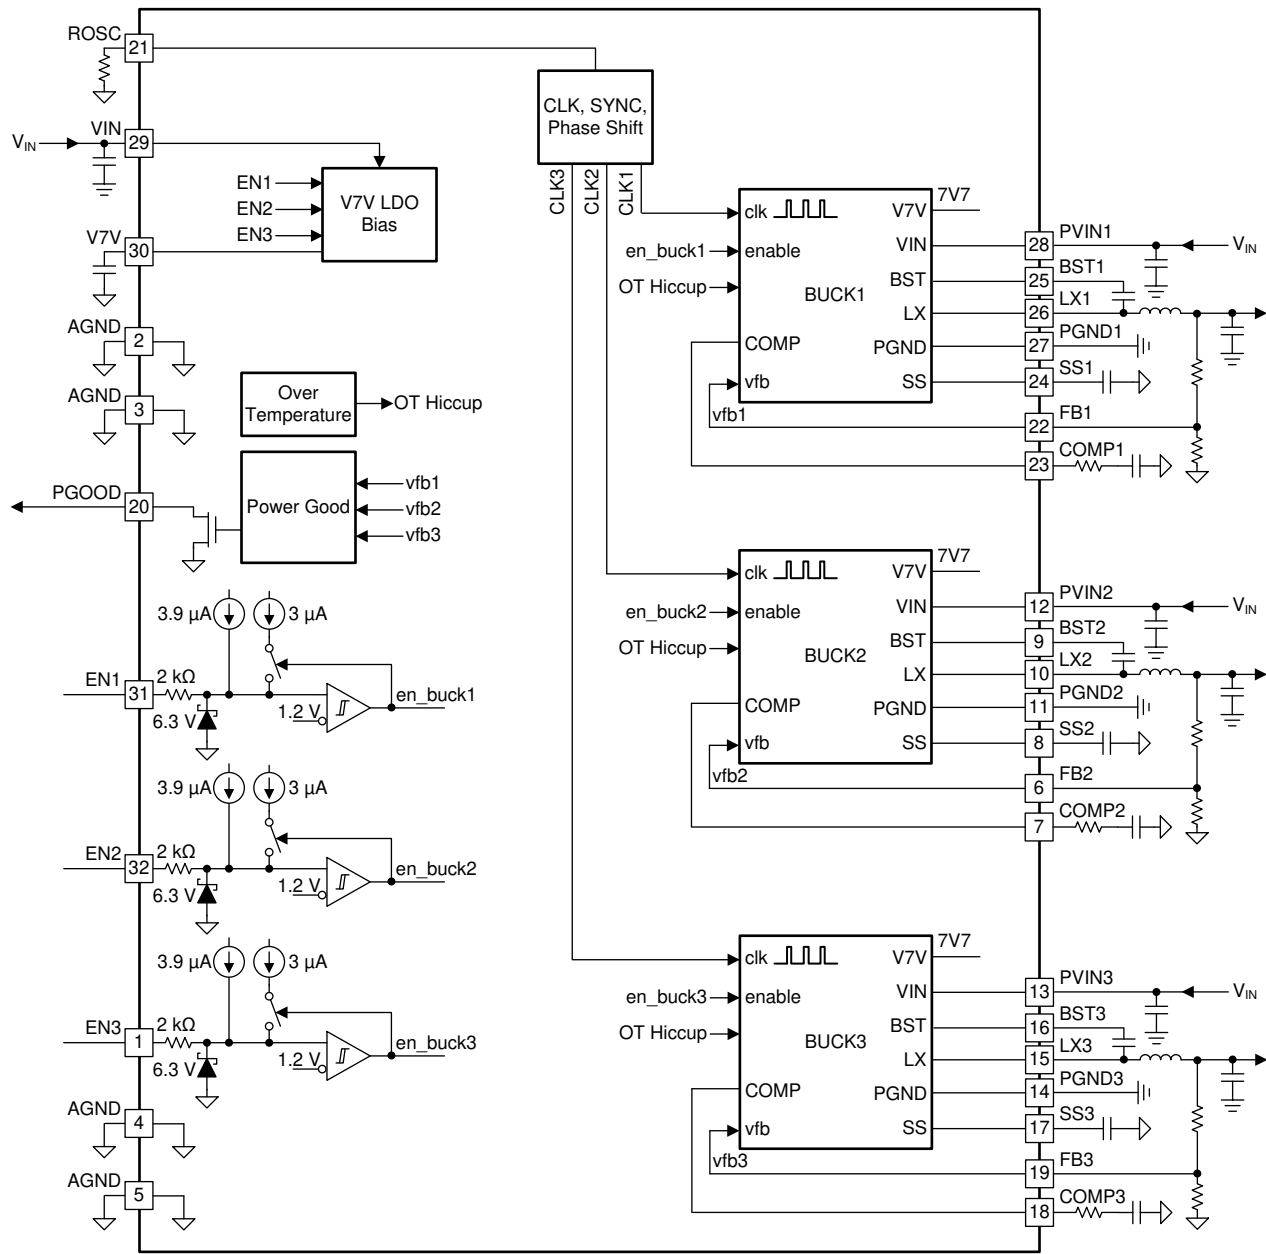 ROSC
21
CLK, SYNC,
Phase Shift
CLK3
CLK2
CLK1
VIN
VIN
29
EN1
EN2
EN3
V7V LDO
Bias
V7V
30
AGND
2
AGND
3
Over
Temperature
OT Hiccup
PGOOD
20
Power Good
vfb1
vfb2
vfb3
3.9 µA
3 µA
EN1
31
2 kΩ
6.3 V
1.2 V
en_buck1
3.9 µA
3 µA
EN2
32
2 kΩ
6.3 V
1.2 V
en_buck2
3.9 µA
3 µA
EN3
1
2 kΩ
6.3 V
1.2 V
en_buck3
AGND
4
AGND
5
clk
en_buck1
enable
OT Hiccup
BUCK1
COMP
vfb
vfb1
V7V
7V7
VIN
BST
LX
PGND
SS
28
PVIN1
VIN
25
BST1
26
LX1
27
PGND1
24
SS1
22
FB1
23
COMP1
clk
en_buck2
enable
OT Hiccup
BUCK2
COMP
vfb
vfb2
V7V
7V7
VIN
BST
LX
PGND
SS
12
PVIN2
VIN
9
BST2
10
LX2
11
PGND2
8
SS2
6
FB2
7
COMP2
clk
en_buck3
enable
OT Hiccup
BUCK3
COMP
vfb
vfb3
V7V
7V7
VIN
BST
LX
PGND
SS
13
PVIN3
VIN
16
BST3
15
LX3
14
PGND3
17
SS3
19
FB3
18
COMP3